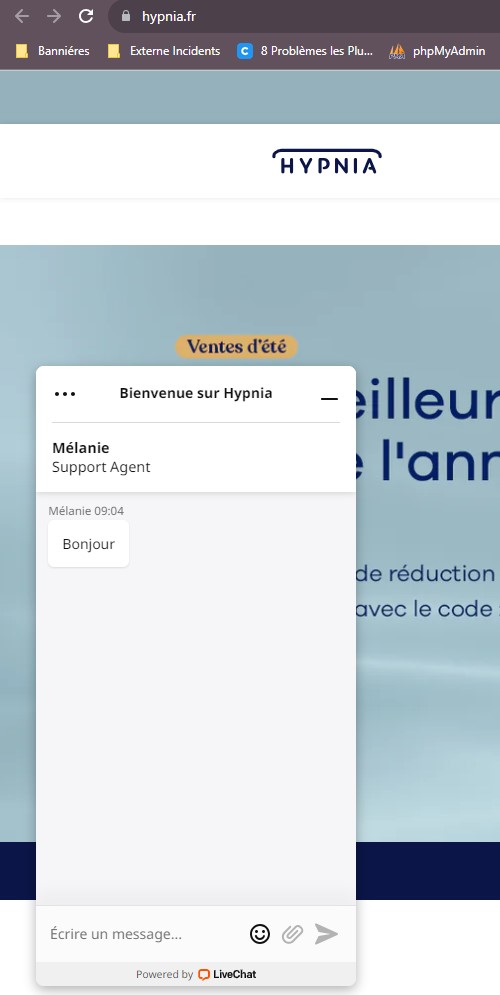 hypnia.fr
Banniéres
Externe Incidents
C
8 Problèmes les Plu...
phpMyAdmin
HYPNIA
Ventes d'été
eilleur
l'ann
de réduction
avec le code :
Bienvenue sur Hypnia
Mélanie
Support Agent
Mélanie 09:04
Bonjour
Écrire un message...
Powered by LiveChat